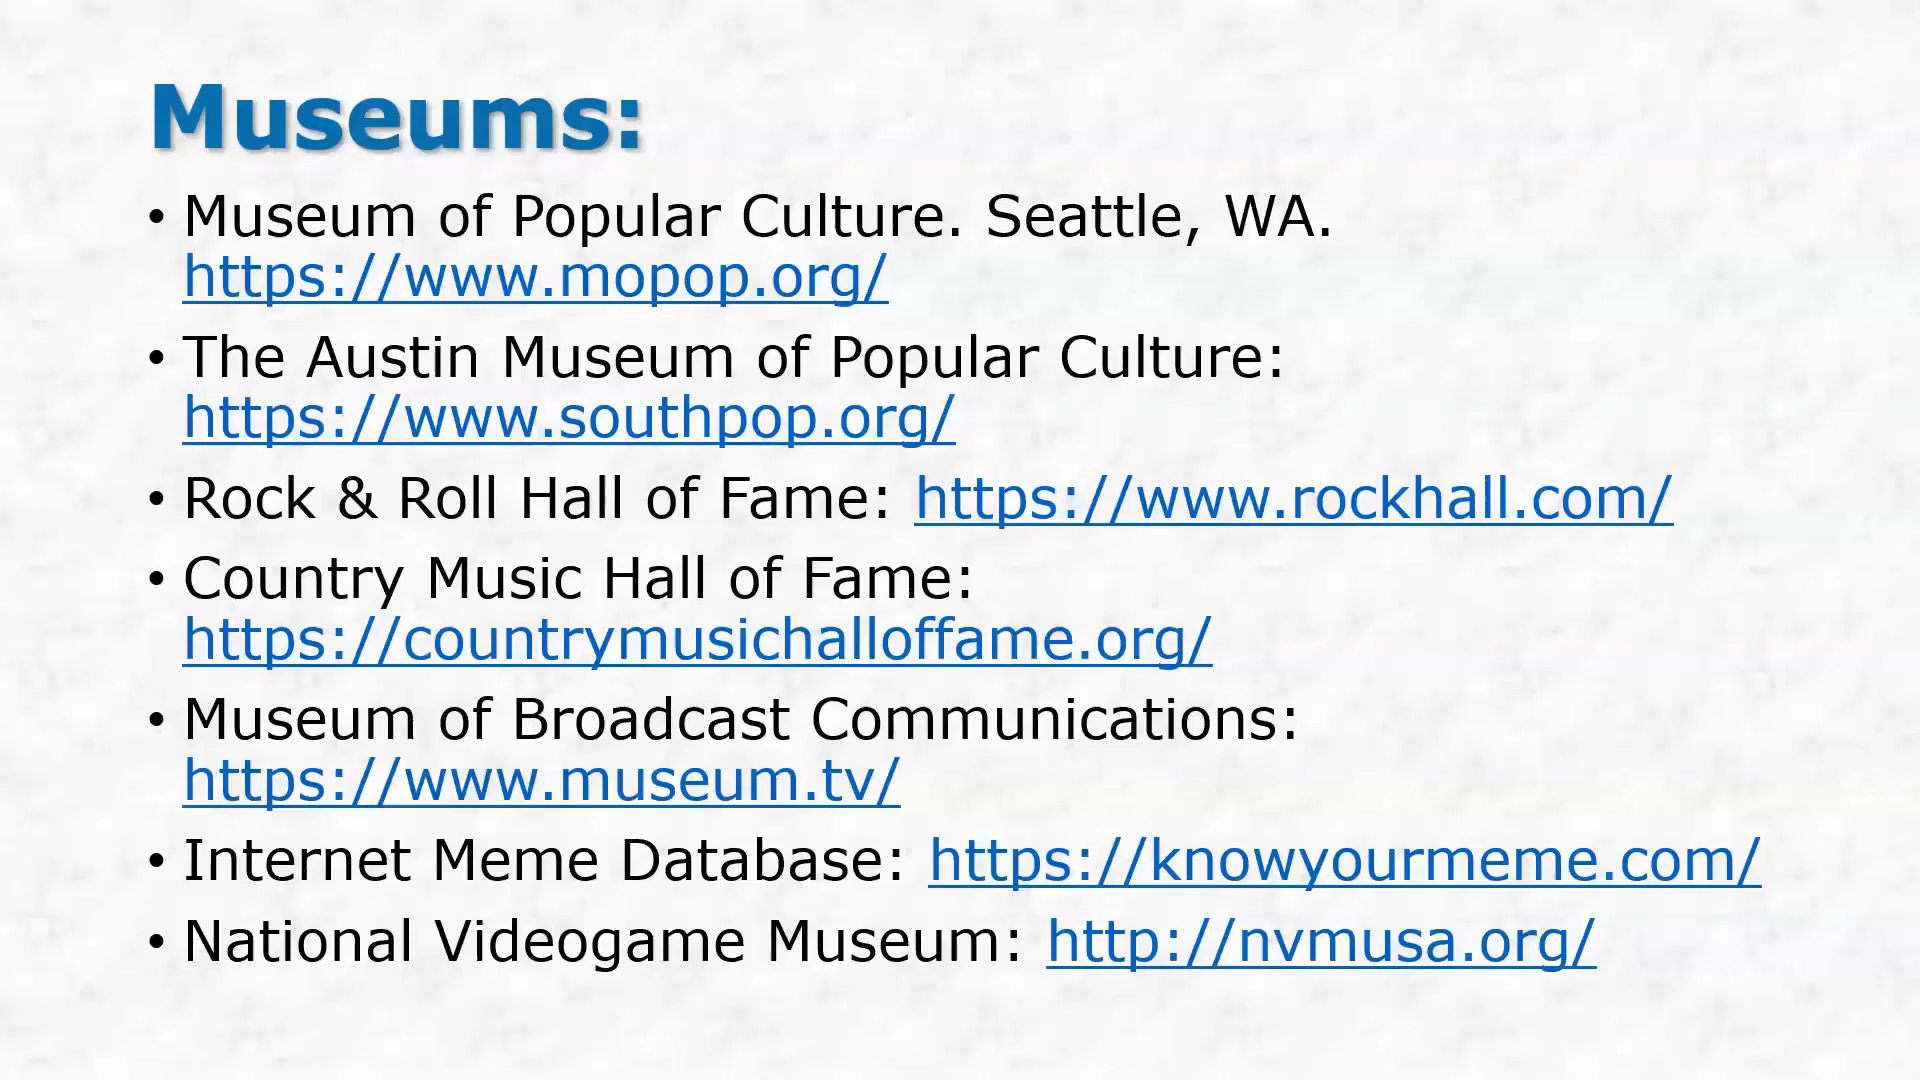 Museums:
• Museum of Popular Culture. Seattle, WA.
https://www.mopop.org/
• The Austin Museum of Popular Culture:
https://www.southpop.org/
• Rock & Roll Hall of Fame: https://www.rockhall.com/
• Country Music Hall of Fame:
https://countrymusichalloffame.org/
• Museum of Broadcast Communications:
https://www.museum.tv/
• Internet Meme Database: https://knowyourmeme.com/
• National Videogame Museum: http://nvmusa.org/